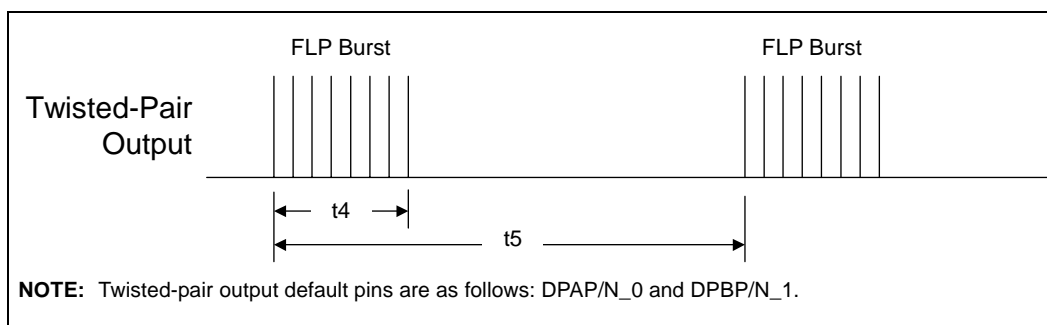 FLP Burst FLP Burst
Twisted-Pair
Output
t4
t5
NOTE: Twisted-pair output default pins are as follows: DPAP/N_0 and DPBP/N_1.